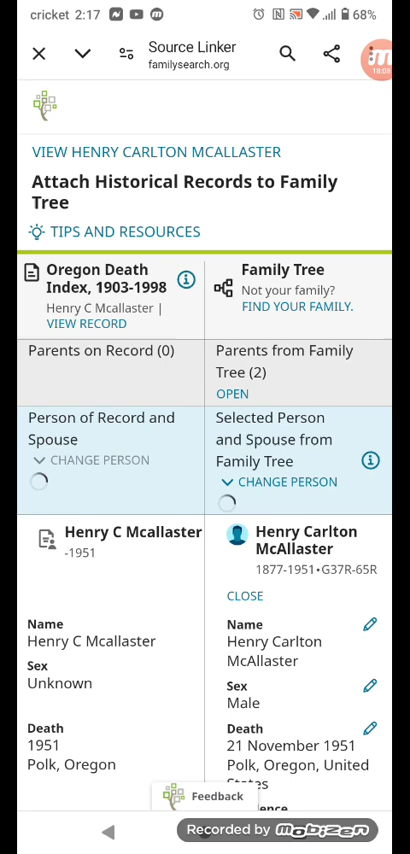 cricket 2:17
68%
Source Linker
familysearch.org
18:08
VIEW HENRY CARLTON MCALLASTER
Attach Historical Records to Family
Tree
TIPS AND RESOURCES
Oregon Death
Index, 1903-1998
Henry C Mcallaster |
VIEW RECORD
Family Tree
Not your family?
FIND YOUR FAMILY.
Parents on Record (0)
Parents from Family
Tree (2)
OPEN
Person of Record and
Spouse
CHANGE PERSON
Selected Person
and Spouse from
Family Tree
CHANGE PERSON
Henry C Mcallaster
-1951
Henry Carlton
McAllaster
1877-1951•G37R-65R
CLOSE
Name
Henry C Mcallaster
Name
Henry Carlton
McAllaster
Sex
Unknown
Sex
Male
Death
1951
Polk, Oregon
Death
21 November 1951
Polk, Oregon, United
States
Feedback
Recorded by mobizen